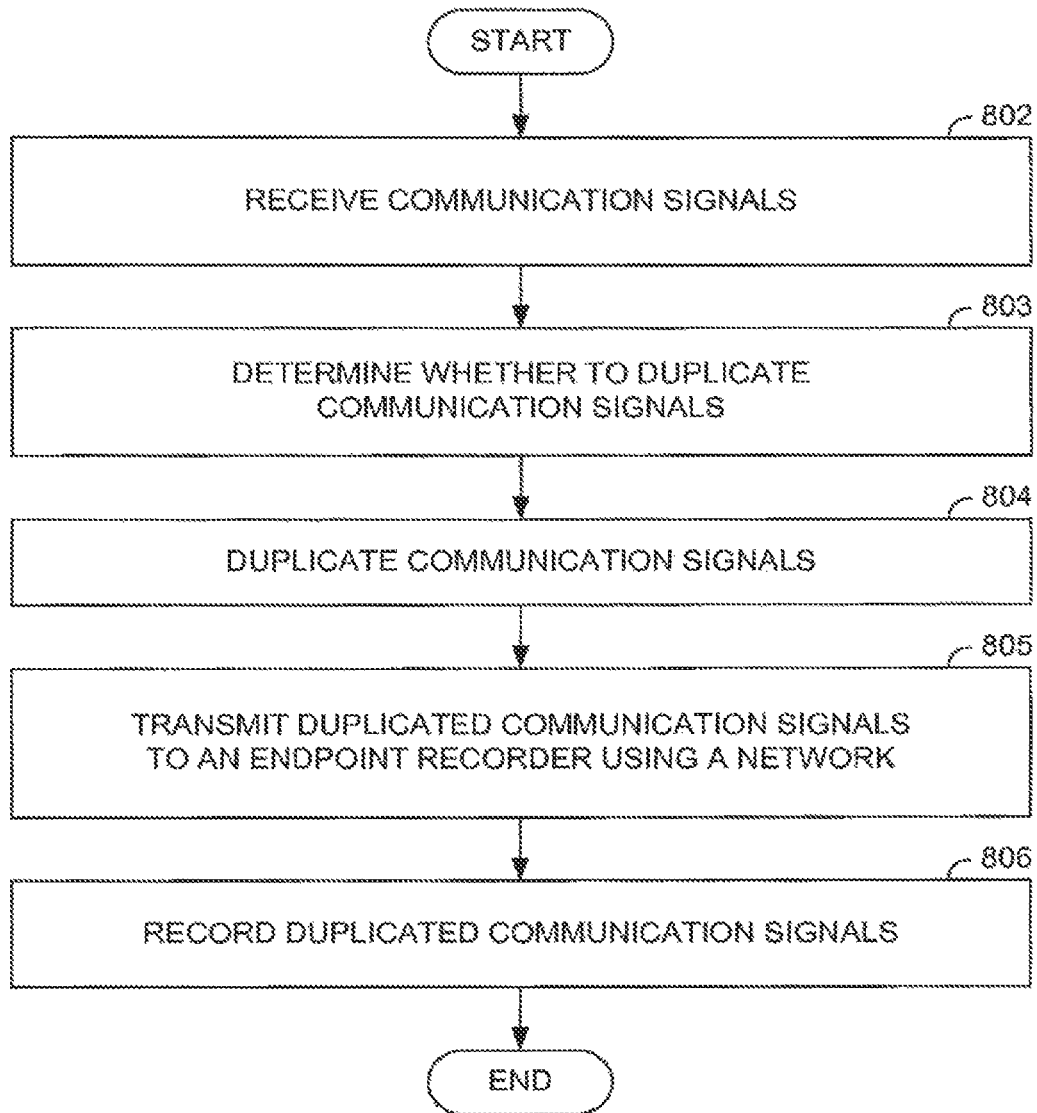 START
802
RECEIVE COMMUNICATION SIGNALS
803
DETERMINE WHETHER TO DUPLICATE
COMMUNICATION SIGNALS
804
DUPLICATE COMMUNICATION SIGNALS
805
TRANSMIT DUPLICATED COMMUNICATION SIGNALS
TO AN ENDPOINT RECORDER USING A NETWORK
806
RECORD DUPLICATED COMMUNICATION SIGNALS
END